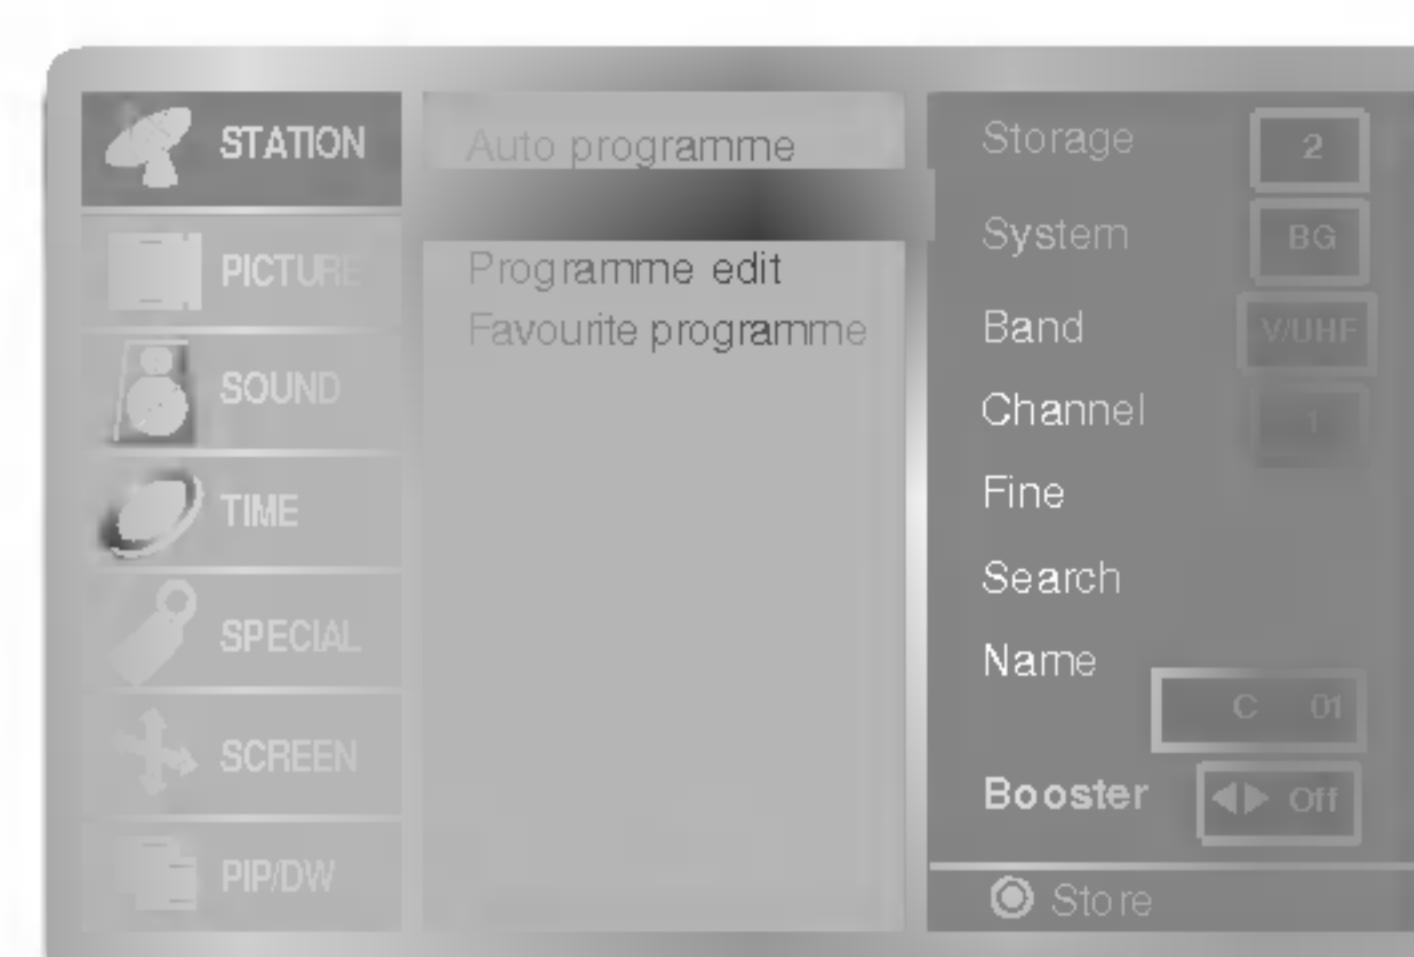 STATION
PICTURE
SOUND
TIME
SPECIAL
SCREEN
PIP/DW
Auto programme
Programme edit
Favourite programme
Storage 2
System BG
Band V/UHF
Channel 1
Fine
Search
Name
C 01
Booster Off
Store